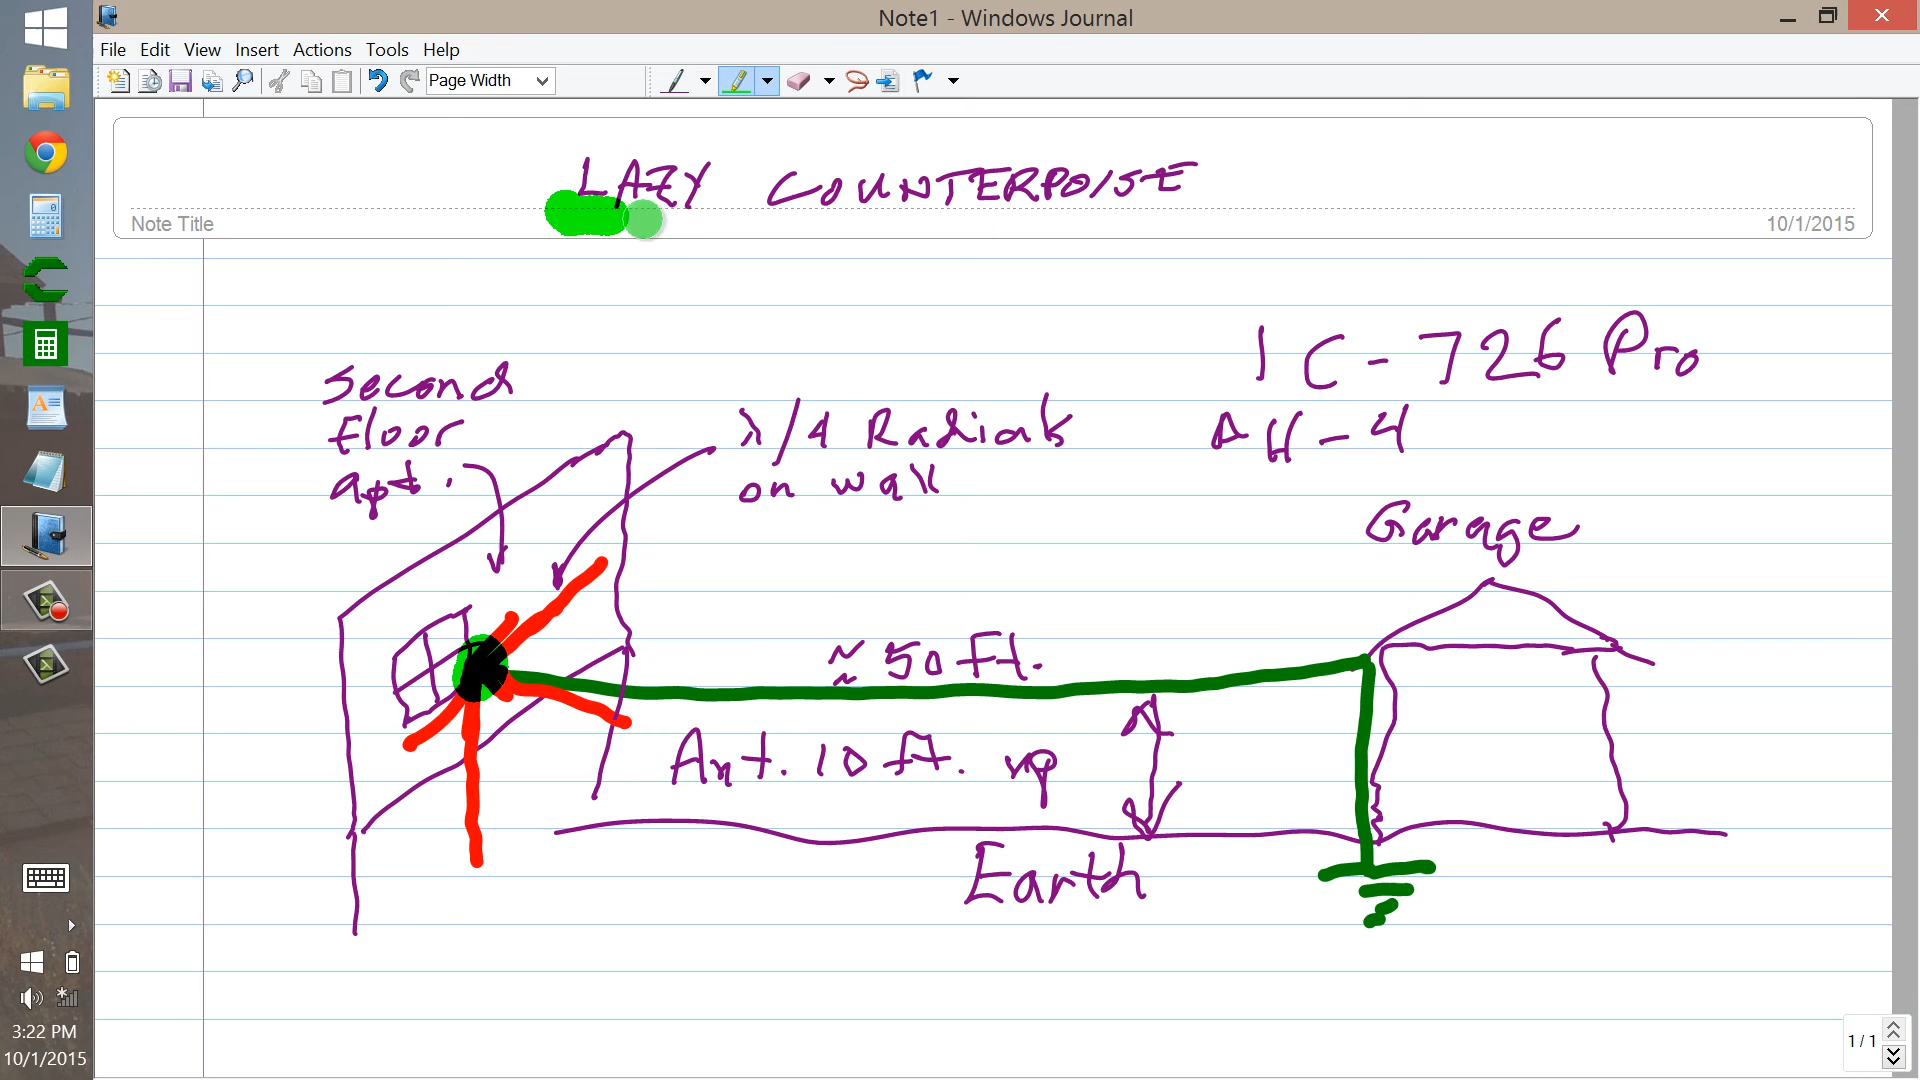 Note1 - Windows Journal
File Edit View Insert Actions Tools Help
Page Width
LAZY COUNTERPOISE
Note Title
10/1/2015
IC-726 Pro
AH-4
Second
Floor
apt.
λ/4 Radials
on wall
Garage
≈ 50 Ft.
Ant. 10 ft. up
Earth
3:22 PM
10/1/2015
1 / 1